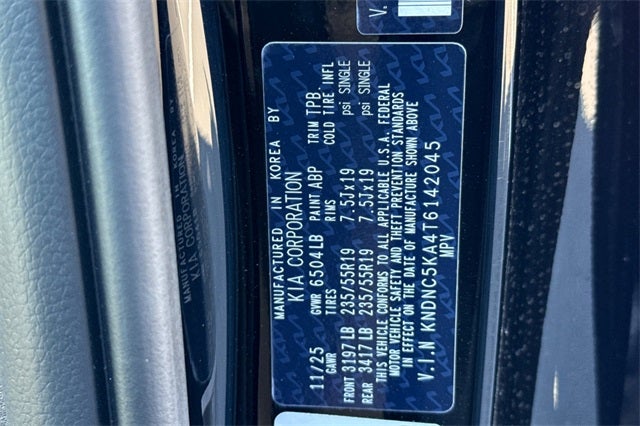 V.
MANUFACTURED IN KOREA BY
KIA CORPORATION
11/25 GVWR 6504LB PAINT ABP TRIM TPB
GAWR TIRES RIMS COLD TIRE INFL
FRONT 3197LB 235/55R19 7.5Jx19 psi SINGLE
REAR 3417LB 235/55R19 7.5Jx19 psi SINGLE
THIS VEHICLE CONFORMS TO ALL APPLICABLE U.S.A. FEDERAL
MOTOR VEHICLE SAFETY AND THEFT PREVENTION STANDARDS
IN EFFECT ON THE DATE OF MANUFACTURE SHOWN ABOVE
V.I.N KNDNC5KA4T6142045
MPV